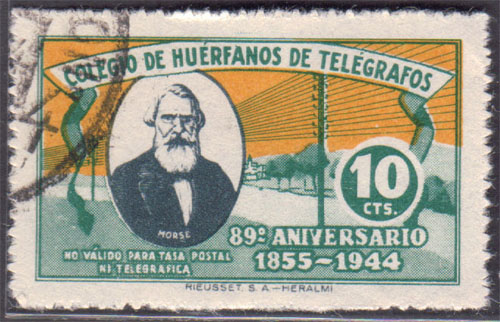 COLEGIO DE HUÉRFANOS DE TELÉGRAFOS
10
CTS.
MORSE
89º ANIVERSARIO
1855-1944
NO VÁLIDO PARA TASA POSTAL
NI TELEGRÁFICA
RIEUSSET. S. A.-HERALMI